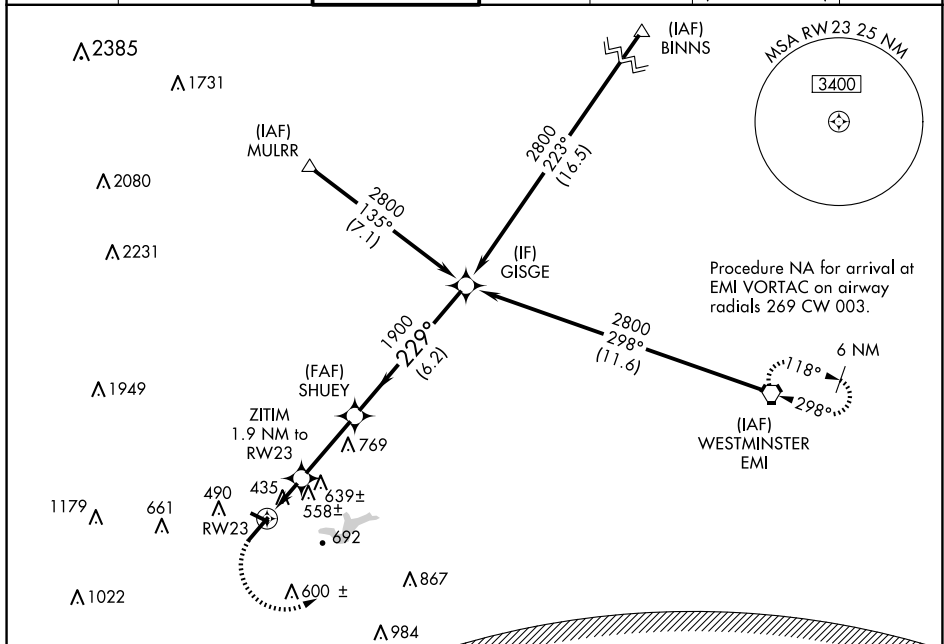 2385
1731
(IAF)
BINNS
MSA RW 23 25 NM
3400
(IAF)
MULRR
2800
223°
(16.5)
2080
2800
135°
(7.1)
2231
(IF)
GISGE
Procedure NA for arrival at
EMI VORTAC on airway
radials 269 CW 003.
2800
298°
(11.6)
1900
229°
(6.2)
6 NM
118°
298°
(FAF)
SHUEY
1949
(IAF)
WESTMINSTER
EMI
ZITIM
1.9 NM to
RW23
769
435
639±
558±
490
1179
661
RW23
692
1022
600 ±
867
984